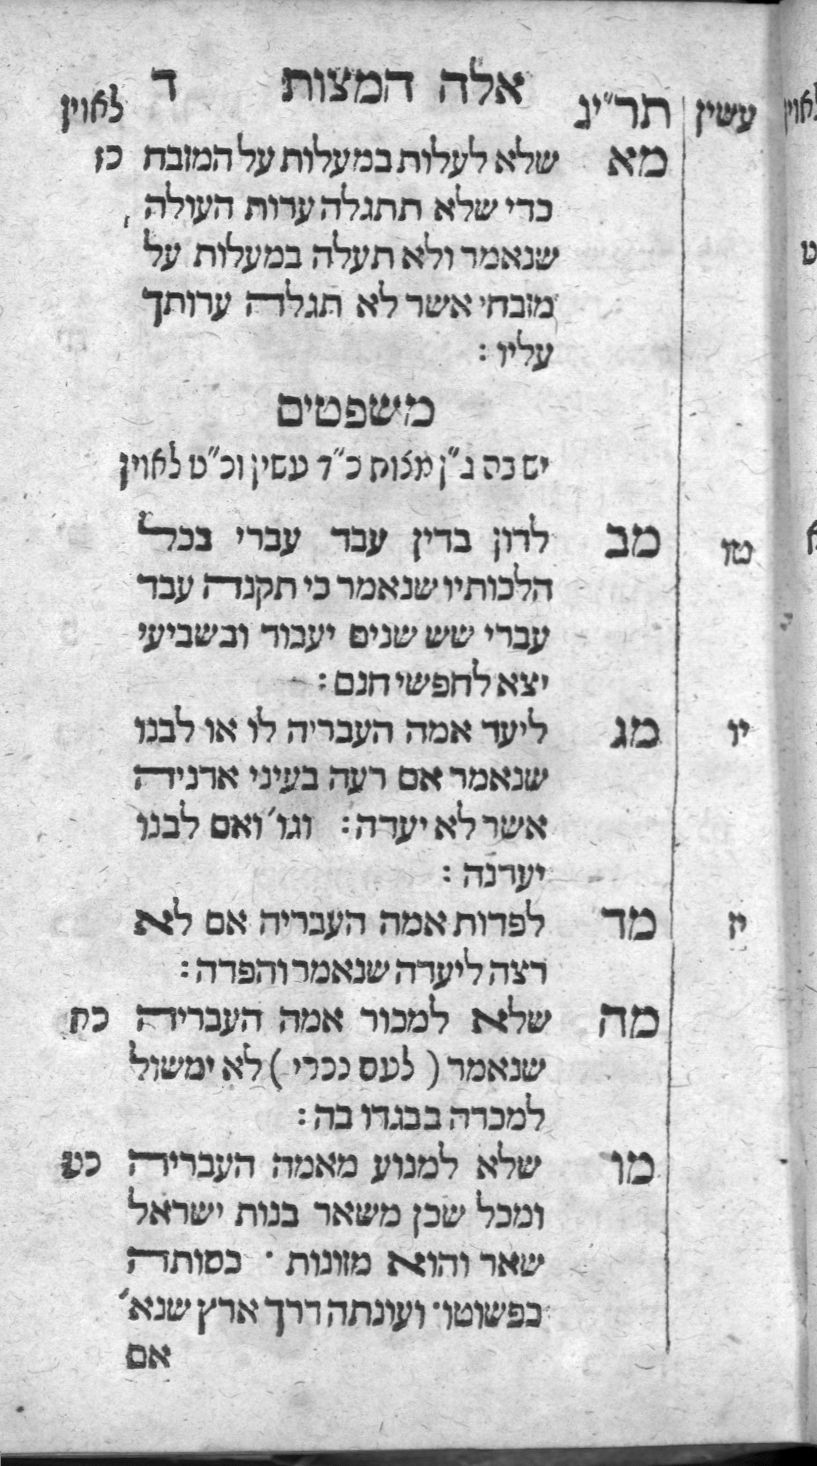 אלה המצות ד
עשין תרי״ג לאוין
מא שלא לעלות במעלות על המזבח כז
כדי שלא תתגלה ערות העולה
שנאמר ולא תעלה במעלות על
מזבחי אשר לא תגלה ערותך
עליו :
משפטים
יש בה נ״ן מצות כ״ד עשין וכ״ט לאוין
טו מב לדון בדין עבד עברי בכל
הלכותיו שנאמר כי תקנה עבד
עברי שש שנים יעבוד ובשביעי
יצא לחפשי חנם :
יו מג ליעד אמה העבריה לו או לבנו
שנאמר אם רעה בעיני אדניה
אשר לא יעדה : וגו׳ ואם לבנו
יעדנה :
יז מד לפדות אמה העבריה אם לא
רצה ליעדה שנאמר והפדה :
מה שלא למכור אמה העבריה כח
שנאמר ( לעם נכרי ) לא ימשול
למכרה בבגדו בה :
מו שלא למנוע מאמה העבריה כט
ומכל שכן משאר בנות ישראל
שאר והוא מזונות · כסותה
כפשוטו · ועונתה דרך ארץ שנא׳
אם